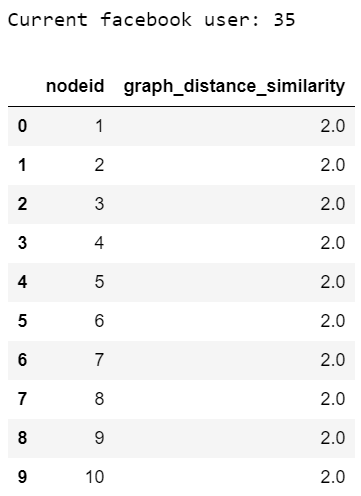 Current facebook user: 35
nodeid graph_distance_similarity
0 1 2.0
1 2 2.0
2 3 2.0
3 4 2.0
4 5 2.0
5 6 2.0
6 7 2.0
7 8 2.0
8 9 2.0
9 10 2.0